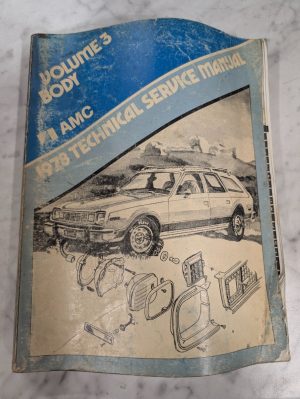 VOLUME 3
BODY
AMC
1978 TECHNICAL SERVICE MANUAL